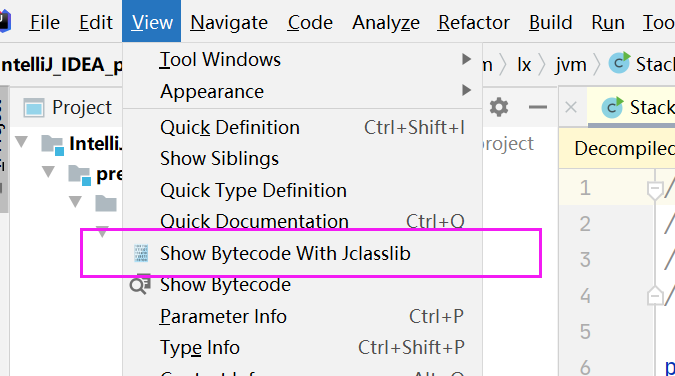 File Edit View Navigate Code Analyze Refactor Build Run Too
ntelliJ_IDEA_p
Tool Windows
m lx jvm Stack
Appearance
Project
Stack
Quick Definition Ctrl+Shift+I
Intelli project
Show Siblings
Decompiled
pre
Quick Type Definition
1 /
Quick Documentation Ctrl+Q
2 /
Show Bytecode With Jclasslib
3 /
Show Bytecode
4 /
Parameter Info Ctrl+P
5
Type Info Ctrl+Shift+P
6 p